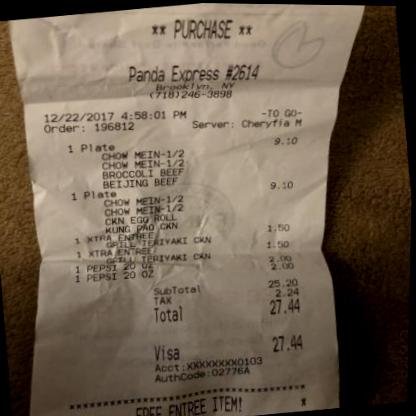 ** PURCHASE **
Panda Express #2614
Brooklyn, NY
(718)246-3898
12/22/2017 4:58:01 PM -TO GO-
Order: 196812 Server: Cheryfia M
1 Plate 9.10
CHOW MEIN-1/2
CHOW MEIN-1/2
BROCCOLI BEEF
BEIJING BEEF
1 Plate 9.10
CHOW MEIN-1/2
CHOW MEIN-1/2
CKN EGG ROLL
KUNG PAO CKN
1 XTRA ENTREE 1.50
GRILL TERIYAKI CKN
1 XTRA ENTREE 1.50
GRILL TERIYAKI CKN
1 PEPSI 20 OZ 2.00
1 PEPSI 20 OZ 2.00
SubTotal 25.20
TAX 2.24
Total 27.44
Visa 27.44
Acct:XXXXXXXX0103
AuthCode:02776A
FREE ENTREE ITEM!